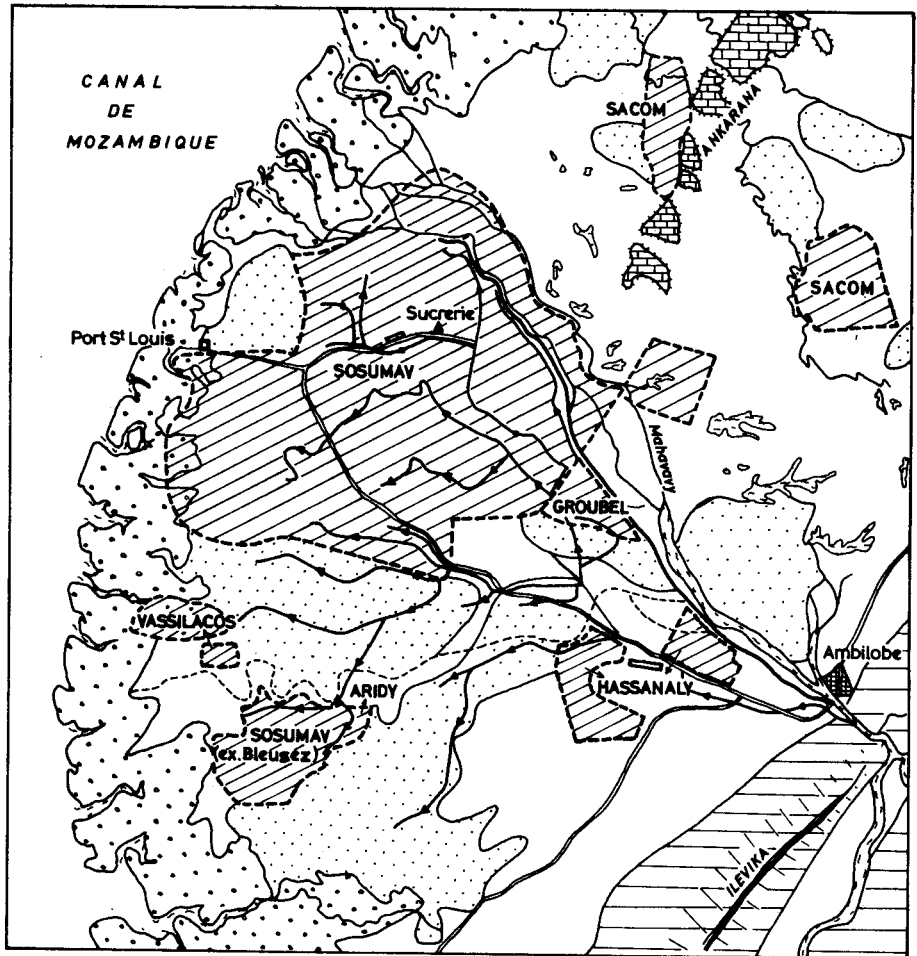 CANAL
DE
MOZAMBIQUE
SACOM
ANKARANA
SACOM
Sucrerie
Port St Louis
SOSUMAV
Mahavavy
GROUBEL
VASSILACOS
Ambilobe
ARIDY
HASSANALY
SOSUMAV
(ex. Bleusez)
ILEVIKA